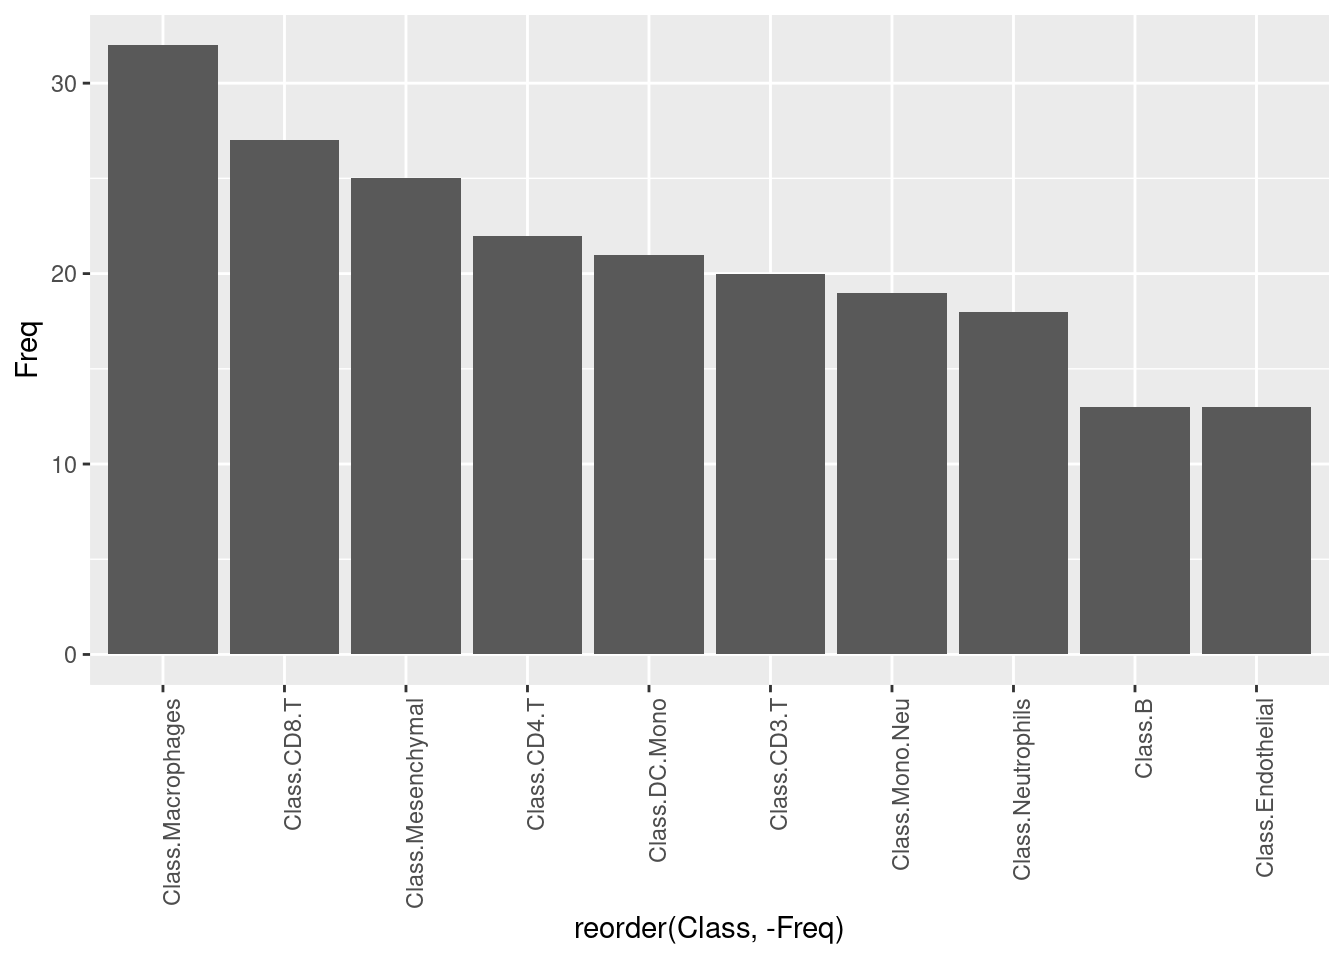 Freq
30
20
10
0
Class.Macrophages
Class.CD8.T
Class.Mesenchymal
Class.CD4.T
Class.DC.Mono
Class.CD3.T
Class.Mono.Neu
Class.Neutrophils
Class.B
Class.Endothelial
reorder(Class, -Freq)